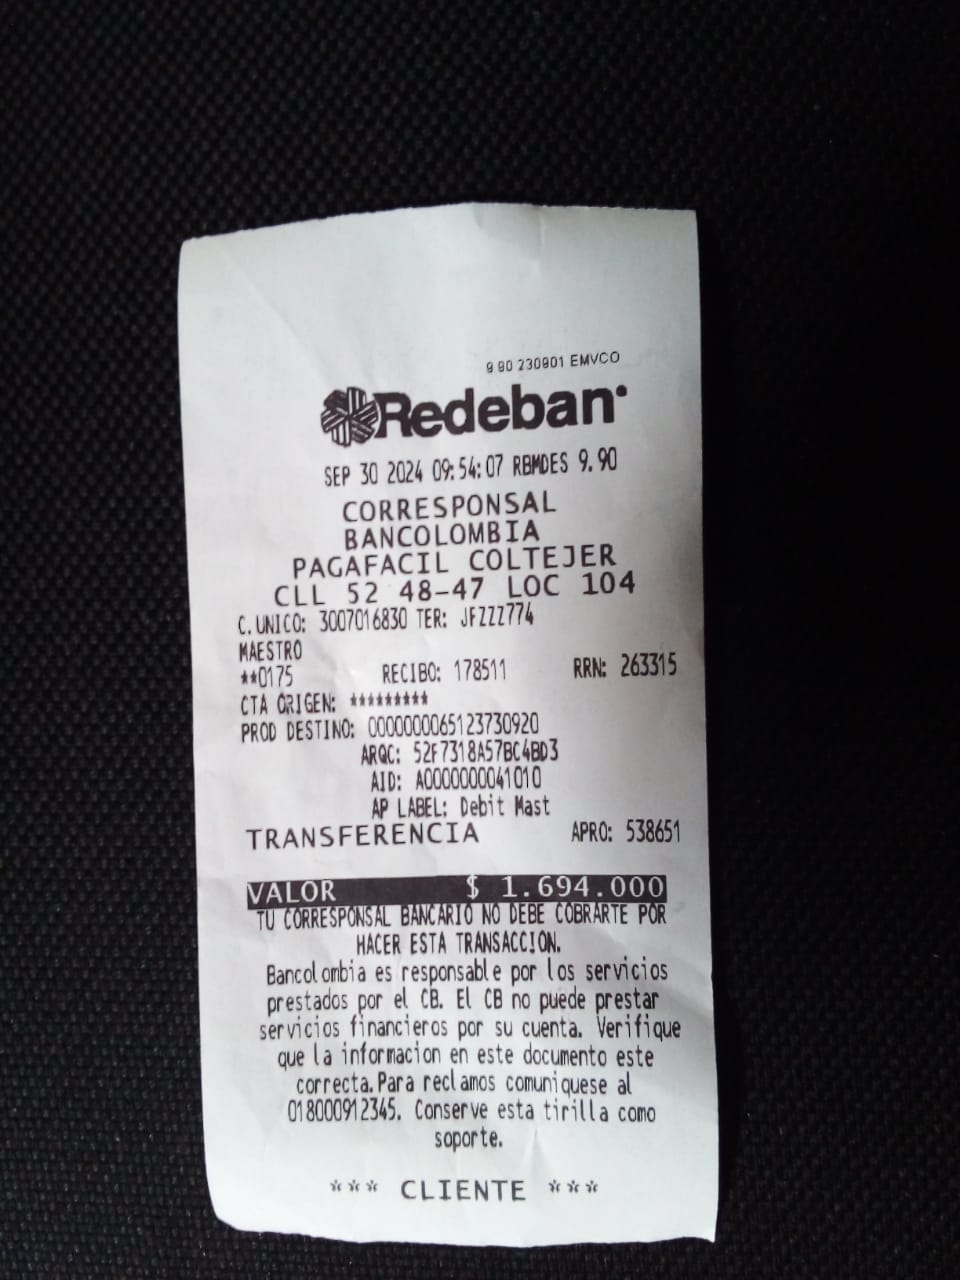 9 90 230901 EMVCO
Redeban
SEP 30 2024 09:54:07 RBMDES 9.90
CORRESPONSAL
BANCOLOMBIA
PAGAFACIL COLTEJER
CLL 52 48-47 LOC 104
C.UNICO: 3007016830 TER: JFZZZ774
MAESTRO
**0175 RECIBO: 178511 RRN: 263315
CTA ORIGEN: *********
PROD DESTINO: 0000000065123730920
ARQC: 52F7318A57BC4BD3
AID: A0000000041010
AP LABEL: Debit Mast
TRANSFERENCIA APRO: 538651
VALOR $ 1.694.000
TU CORRESPONSAL BANCARIO NO DEBE COBRARTE POR
HACER ESTA TRANSACCION.
Bancolombia es responsable por los servicios
prestados por el CB. El CB no puede prestar
servicios financieros por su cuenta. Verifique
que la informacion en este documento este
correcta.Para reclamos comuniquese al
018000912345. Conserve esta tirilla como
soporte.
*** CLIENTE ***